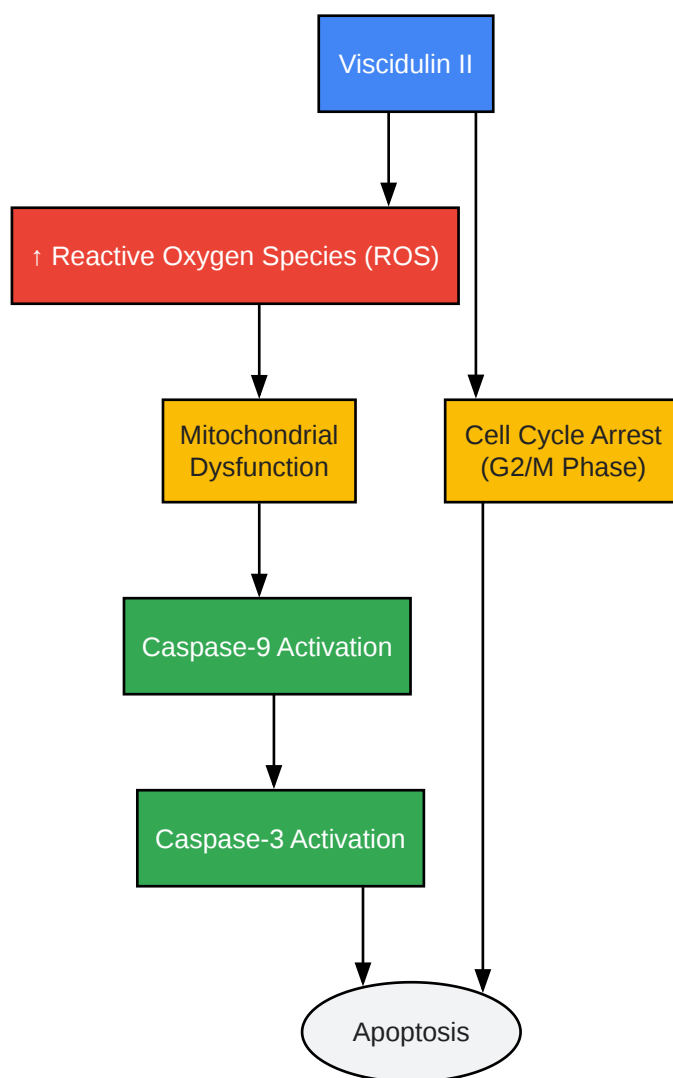 Viscidulin II
↑ Reactive Oxygen Species (ROS)
Mitochondrial
Dysfunction
Cell Cycle Arrest
(G2/M Phase)
Caspase-9 Activation
Caspase-3 Activation
Apoptosis